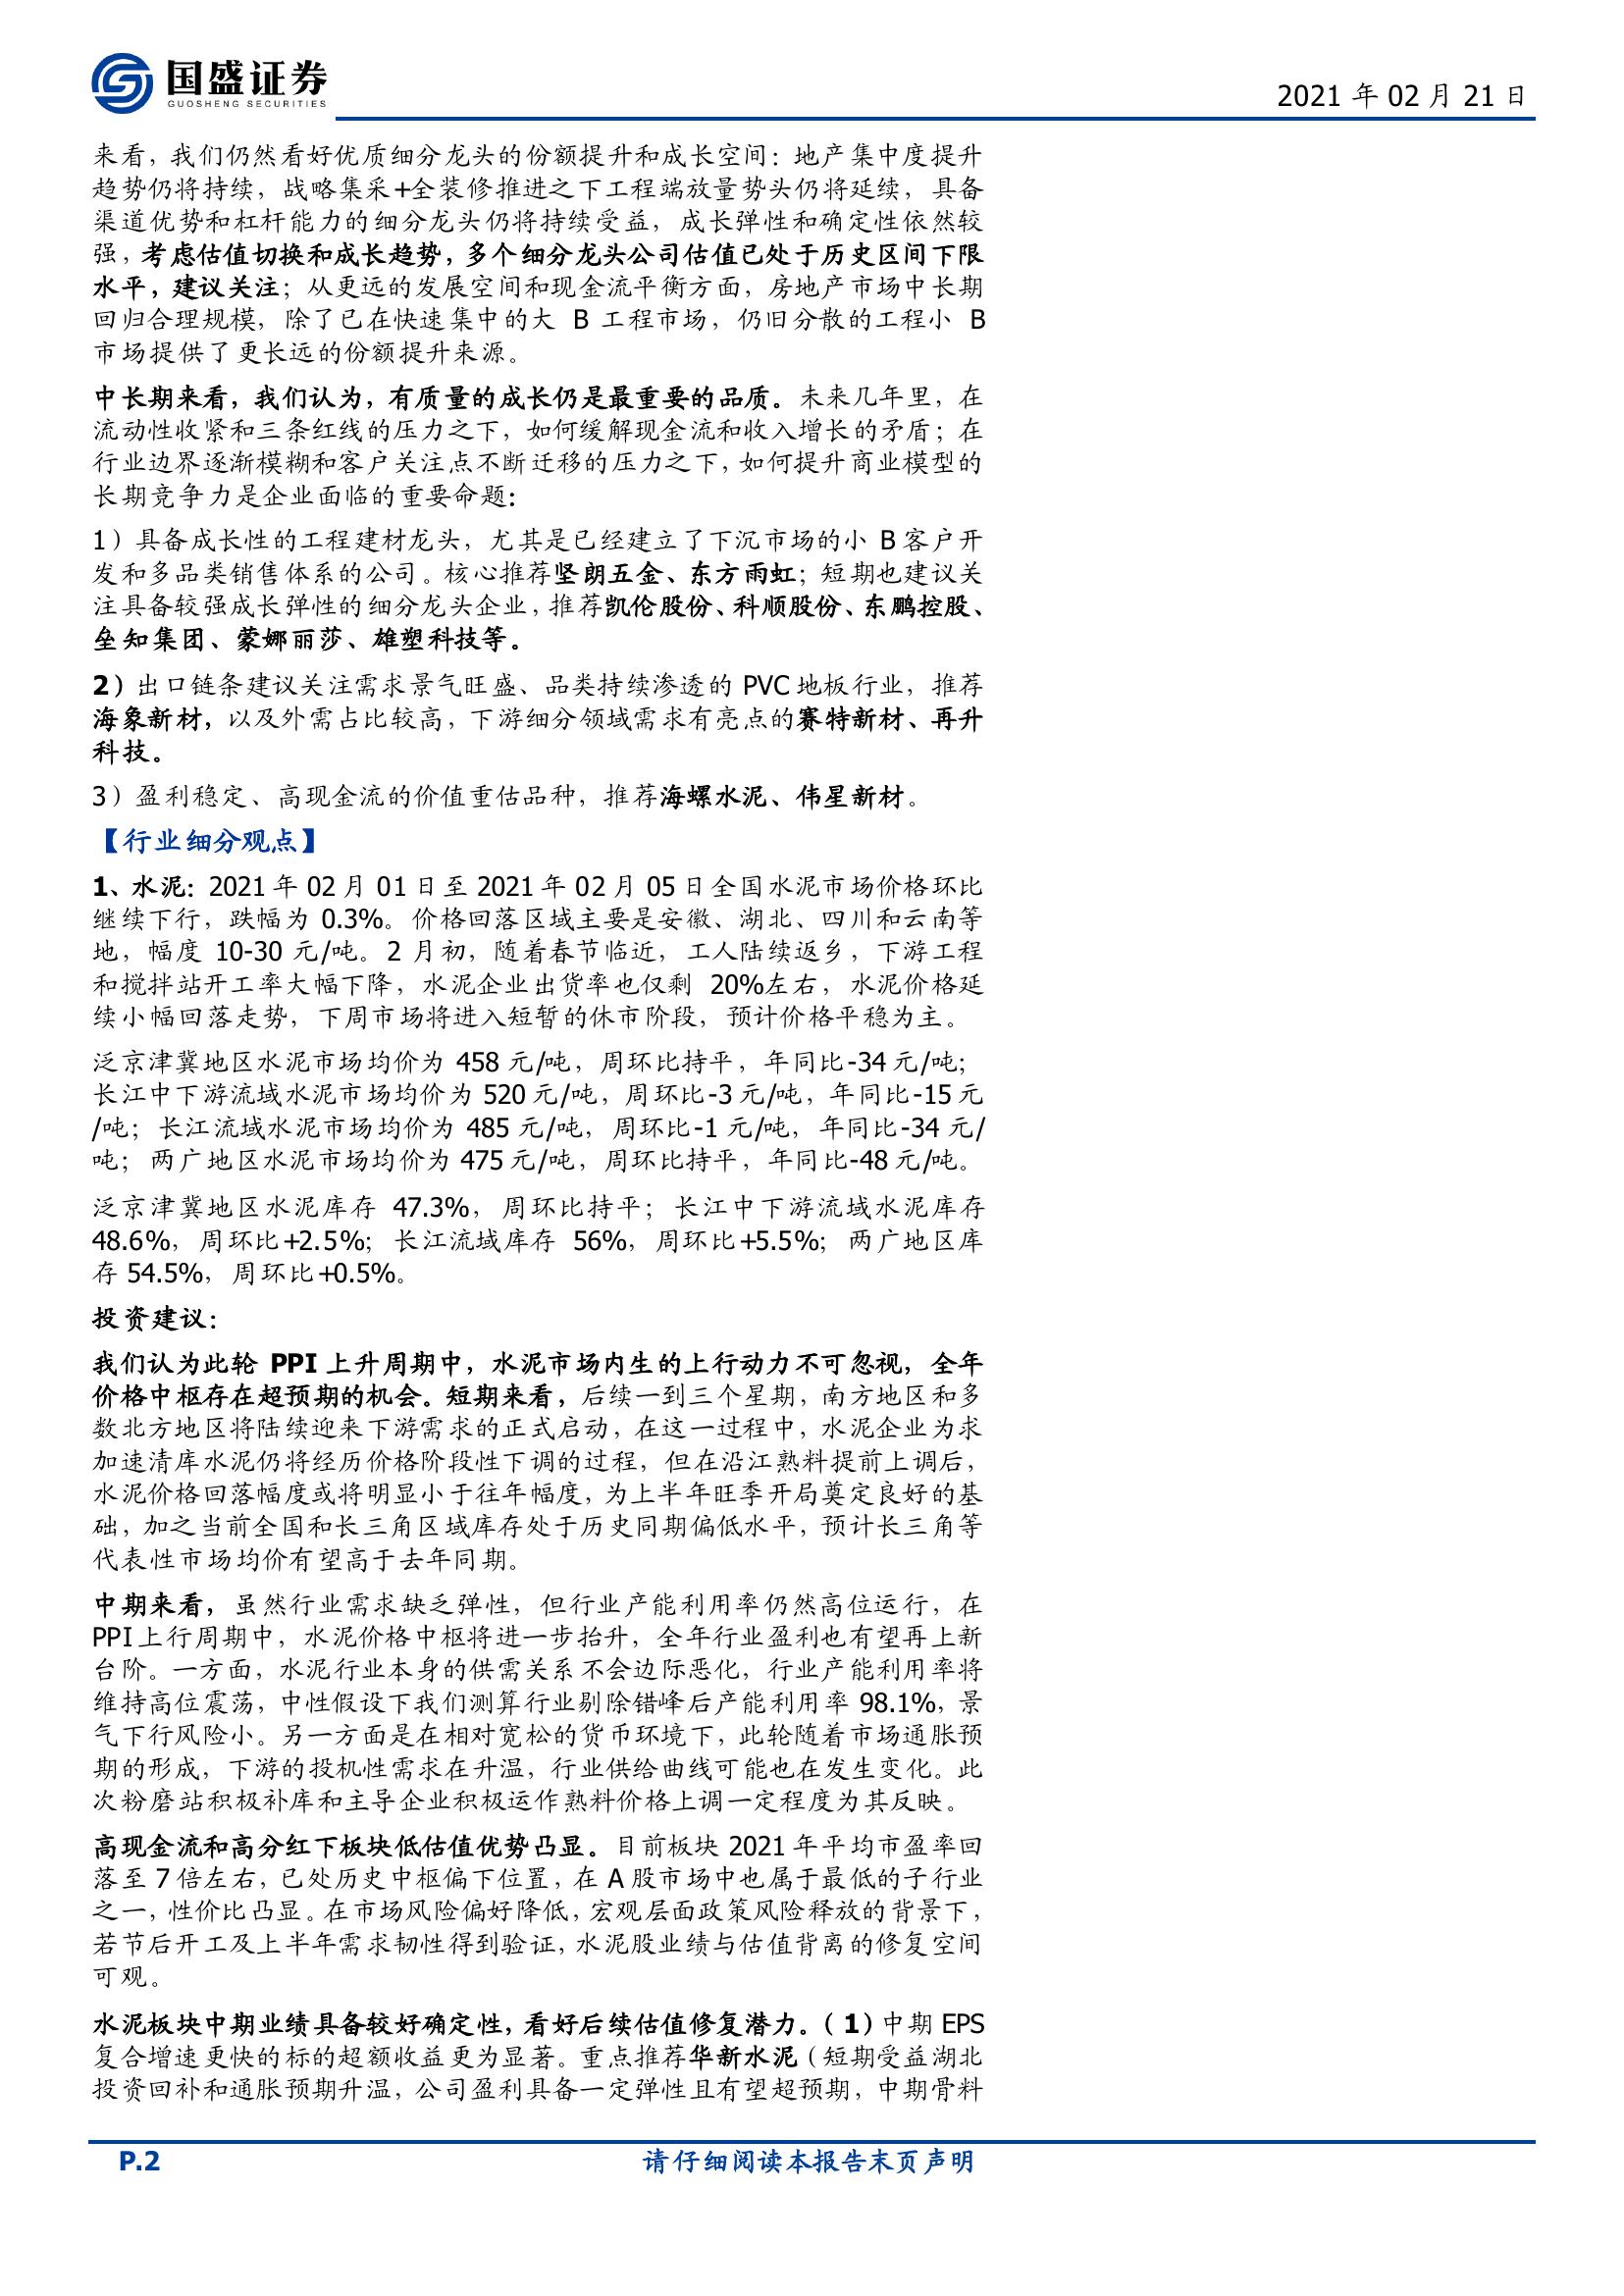 国盛证券
GUOSHENG SECURITIES
2021 年 02 月 21 日
来看，我们仍然看好优质细分龙头的份额提升和成长空间：地产集中度提升
趋势仍将持续，战略集采+全装修推进之下工程端放量势头仍将延续，具备
渠道优势和杠杆能力的细分龙头仍将持续受益，成长弹性和确定性依然较
强，考虑估值切换和成长趋势，多个细分龙头公司估值已处于历史区间下限
水平，建议关注；从更远的发展空间和现金流平衡方面，房地产市场中长期
回归合理规模，除了已在快速集中的大 B 工程市场，仍旧分散的工程小 B
市场提供了更长远的份额提升来源。
中长期来看，我们认为，有质量的成长仍是最重要的品质。未来几年里，在
流动性收紧和三条红线的压力之下，如何缓解现金流和收入增长的矛盾；在
行业边界逐渐模糊和客户关注点不断迁移的压力之下，如何提升商业模型的
长期竞争力是企业面临的重要命题：
1）具备成长性的工程建材龙头，尤其是已经建立了下沉市场的小 B 客户开
发和多品类销售体系的公司。核心推荐坚朗五金、东方雨虹；短期也建议关
注具备较强成长弹性的细分龙头企业，推荐凯伦股份、科顺股份、东鹏控股、
垒知集团、蒙娜丽莎、雄塑科技等。
2）出口链条建议关注需求景气旺盛、品类持续渗透的 PVC 地板行业，推荐
海象新材，以及外需占比较高，下游细分领域需求有亮点的赛特新材、再升
科技。
3）盈利稳定、高现金流的价值重估品种，推荐海螺水泥、伟星新材。
【行业细分观点】
1、水泥：2021 年 02 月 01 日至 2021 年 02 月 05 日全国水泥市场价格环比
继续下行，跌幅为 0.3%。价格回落区域主要是安徽、湖北、四川和云南等
地，幅度 10-30 元/吨。2 月初，随着春节临近，工人陆续返乡，下游工程
和搅拌站开工率大幅下降，水泥企业出货率也仅剩 20%左右，水泥价格延
续小幅回落走势，下周市场将进入短暂的休市阶段，预计价格平稳为主。
泛京津冀地区水泥市场均价为 458 元/吨，周环比持平，年同比-34 元/吨；
长江中下游流域水泥市场均价为 520 元/吨，周环比-3 元/吨，年同比-15 元
/吨；长江流域水泥市场均价为 485 元/吨，周环比-1 元/吨，年同比-34 元/
吨；两广地区水泥市场均价为 475 元/吨，周环比持平，年同比-48 元/吨。
泛京津冀地区水泥库存 47.3%，周环比持平；长江中下游流域水泥库存
48.6%，周环比+2.5%；长江流域库存 56%，周环比+5.5%；两广地区库
存 54.5%，周环比+0.5%。
投资建议：
我们认为此轮 PPI 上升周期中，水泥市场内生的上行动力不可忽视，全年
价格中枢存在超预期的机会。短期来看，后续一到三个星期，南方地区和多
数北方地区将陆续迎来下游需求的正式启动，在这一过程中，水泥企业为求
加速清库水泥仍将经历价格阶段性下调的过程，但在沿江熟料提前上调后，
水泥价格回落幅度或将明显小于往年幅度，为上半年旺季开局奠定良好的基
础，加之当前全国和长三角区域库存处于历史同期偏低水平，预计长三角等
代表性市场均价有望高于去年同期。
中期来看，虽然行业需求缺乏弹性，但行业产能利用率仍然高位运行，在
PPI 上行周期中，水泥价格中枢将进一步抬升，全年行业盈利也有望再上新
台阶。一方面，水泥行业本身的供需关系不会边际恶化，行业产能利用率将
维持高位震荡，中性假设下我们测算行业剔除错峰后产能利用率 98.1%，景
气下行风险小。另一方面是在相对宽松的货币环境下，此轮随着市场通胀预
期的形成，下游的投机性需求在升温，行业供给曲线可能也在发生变化。此
次粉磨站积极补库和主导企业积极运作熟料价格上调一定程度为其反映。
高现金流和高分红下板块低估值优势凸显。目前板块 2021 年平均市盈率回
落至 7 倍左右，已处历史中枢偏下位置，在 A 股市场中也属于最低的子行业
之一，性价比凸显。在市场风险偏好降低，宏观层面政策风险释放的背景下，
若节后开工及上半年需求韧性得到验证，水泥股业绩与估值背离的修复空间
可观。
水泥板块中期业绩具备较好确定性，看好后续估值修复潜力。（1）中期 EPS
复合增速更快的标的超额收益更为显著。重点推荐华新水泥（短期受益湖北
投资回补和通胀预期升温，公司盈利具备一定弹性且有望超预期，中期骨料
P.2
请仔细阅读本报告末页声明